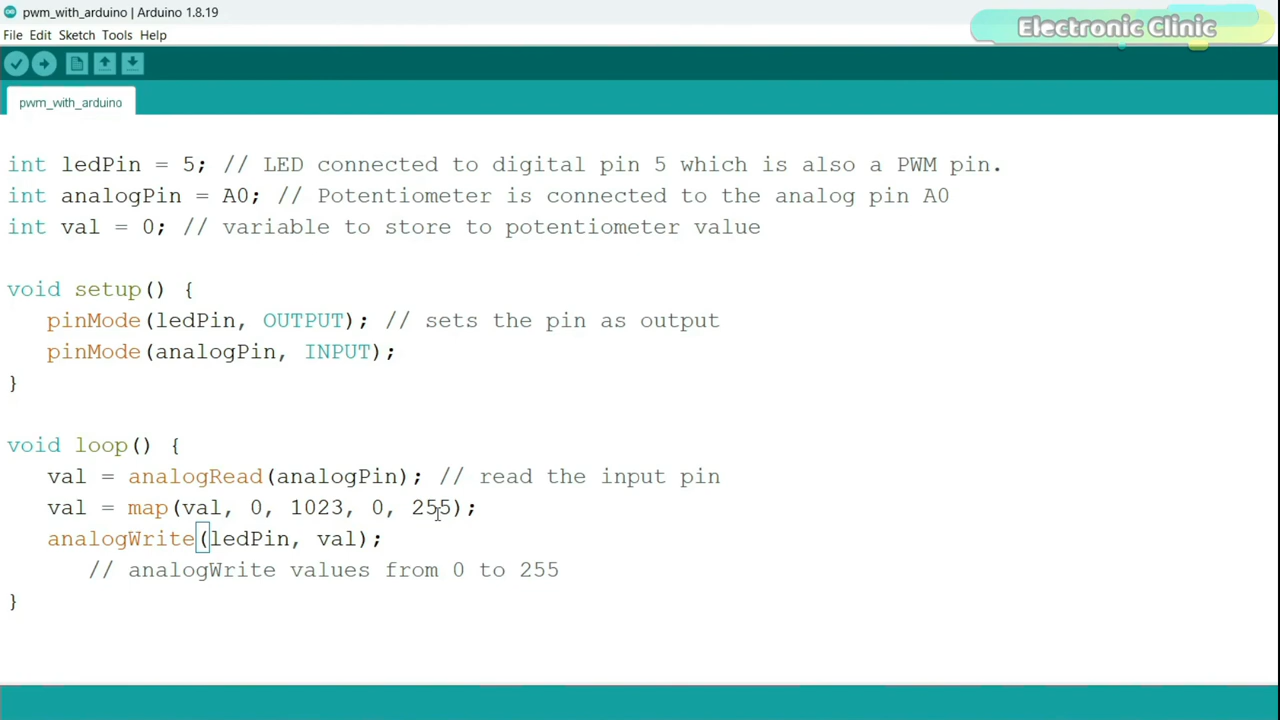 pwm_with_arduino | Arduino 1.8.19
Electronic Clinic
File Edit Sketch Tools Help
pwm_with_arduino
int ledPin = 5; // LED connected to digital pin 5 which is also a PWM pin.
int analogPin = A0; // Potentiometer is connected to the analog pin A0
int val = 0; // variable to store to potentiometer value
void setup() {
pinMode(ledPin, OUTPUT); // sets the pin as output
pinMode(analogPin, INPUT);
}
void loop() {
val = analogRead(analogPin); // read the input pin
val = map(val, 0, 1023, 0, 255);
analogWrite(ledPin, val);
// analogWrite values from 0 to 255
}